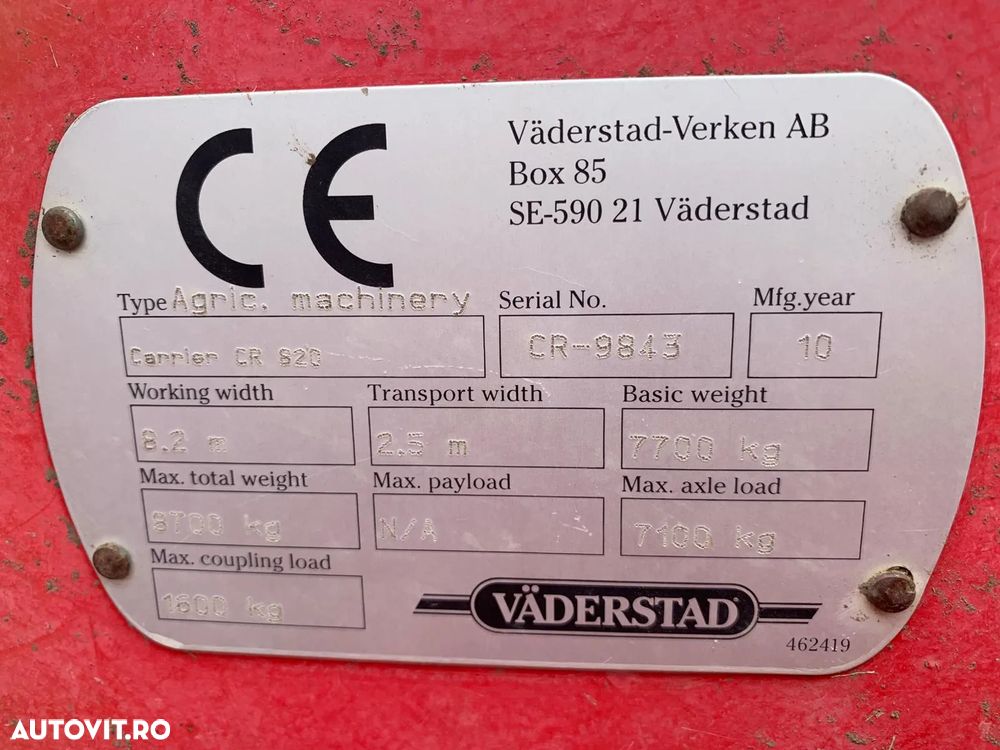 CE
Väderstad-Verken AB
Box 85
SE-590 21 Väderstad
Type Agric. machinery
Serial No.
Mfg.year
Carrier CR 820
CR-9843
10
Working width
Transport width
Basic weight
8.2 m
2.5 m
7700 kg
Max. total weight
Max. payload
Max. axle load
8700 kg
N/A
7100 kg
Max. coupling load
1600 kg
VÄDERSTAD
462419
AUTOVIT.RO